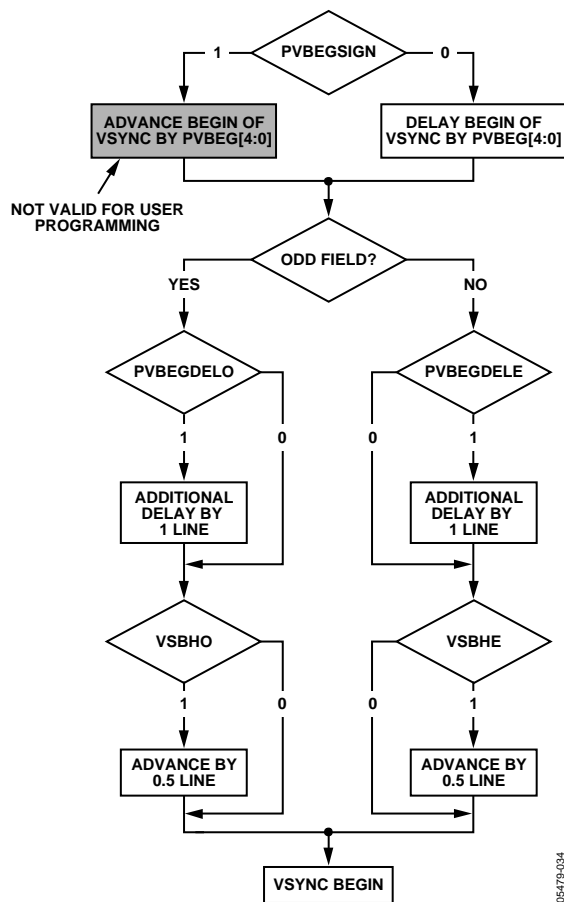 PVBEGSIGN
1
0
ADVANCE BEGIN OF
VSYNC BY PVBEG[4:0]
DELAY BEGIN OF
VSYNC BY PVBEG[4:0]
NOT VALID FOR USER
PROGRAMMING
ODD FIELD?
YES
NO
PVBEGDELO
PVBEGDELE
1
0
0
1
ADDITIONAL
DELAY BY
1 LINE
ADDITIONAL
DELAY BY
1 LINE
VSBHO
VSBHE
1
0
0
1
ADVANCE BY
0.5 LINE
ADVANCE BY
0.5 LINE
VSYNC BEGIN
05479-034